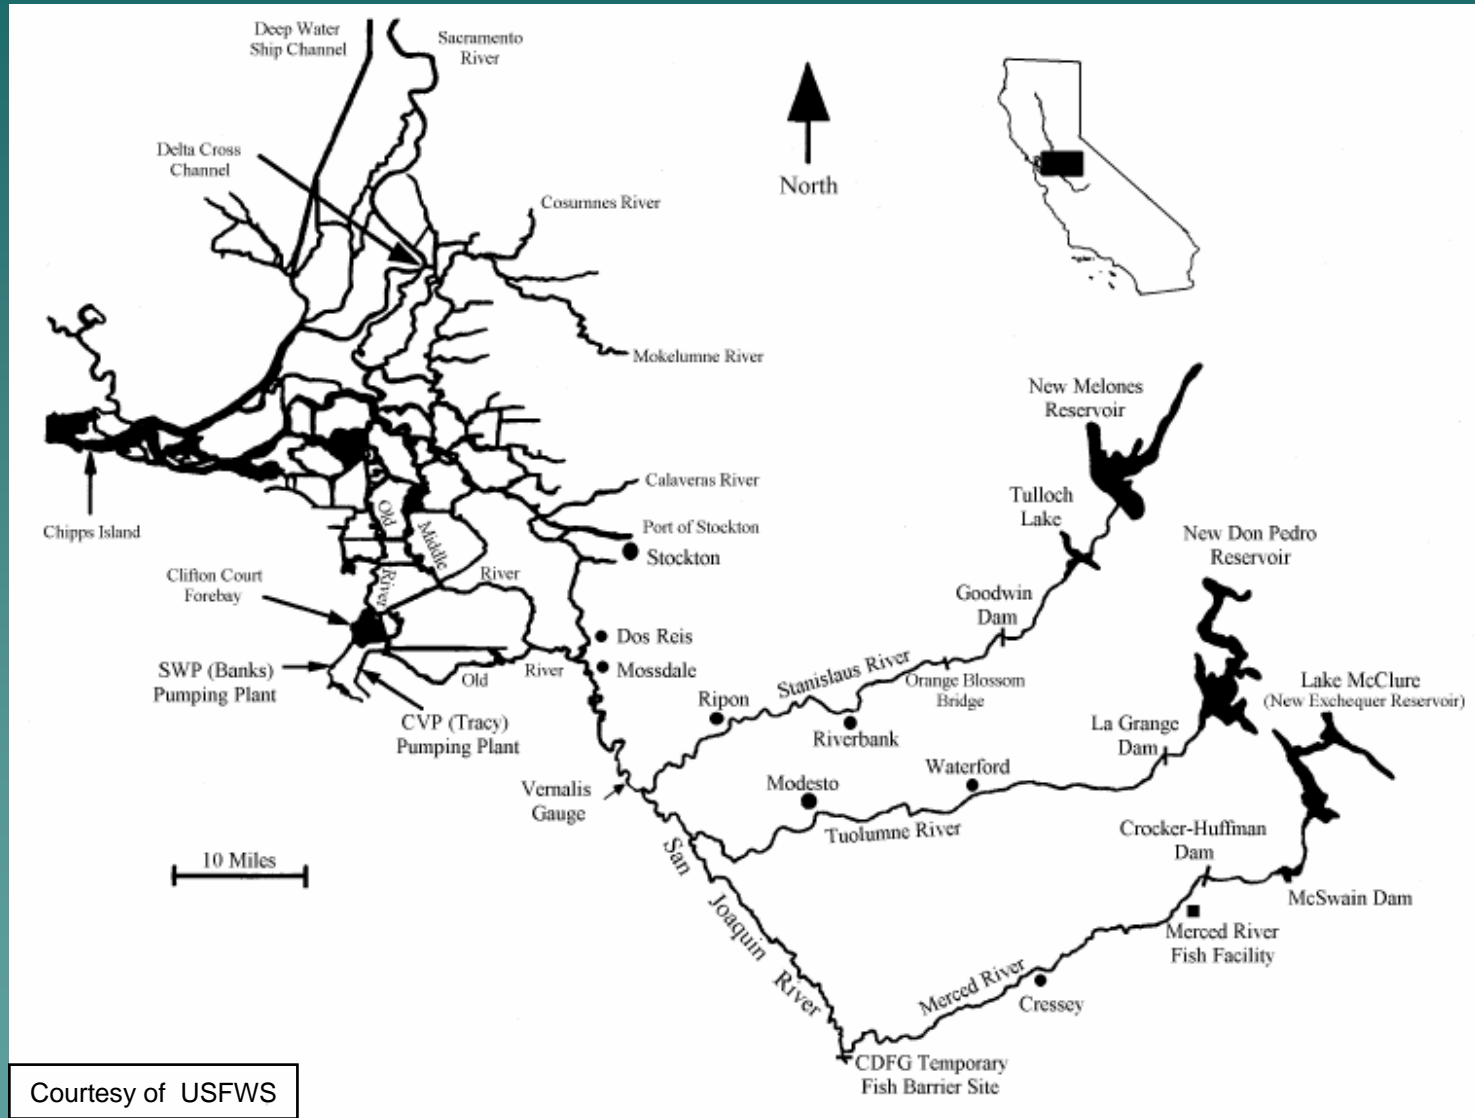 Deep Water
Ship Channel
Sacramento
River
Delta Cross
Channel
North
Cosumnes River
Mokelumne River
New Melones
Reservoir
Calaveras River
Tulloch
Lake
Port of Stockton
Stockton
Chipps Island
Old
River
Middle
River
New Don Pedro
Reservoir
Clifton Court
Forebay
Goodwin
Dam
Dos Reis
Mossdale
SWP (Banks)
Pumping Plant
Old
River
CVP (Tracy)
Pumping Plant
Ripon
Stanislaus River
Orange Blossom
Bridge
Riverbank
Lake McClure
(New Exchequer Reservoir)
La Grange
Dam
Vernalis
Gauge
Modesto
Waterford
Tuolumne River
Crocker-Huffman
Dam
10 Miles
San Joaquin River
McSwain Dam
Merced River
Fish Facility
Merced River
Cressey
CDFG Temporary
Fish Barrier Site
Courtesy of USFWS